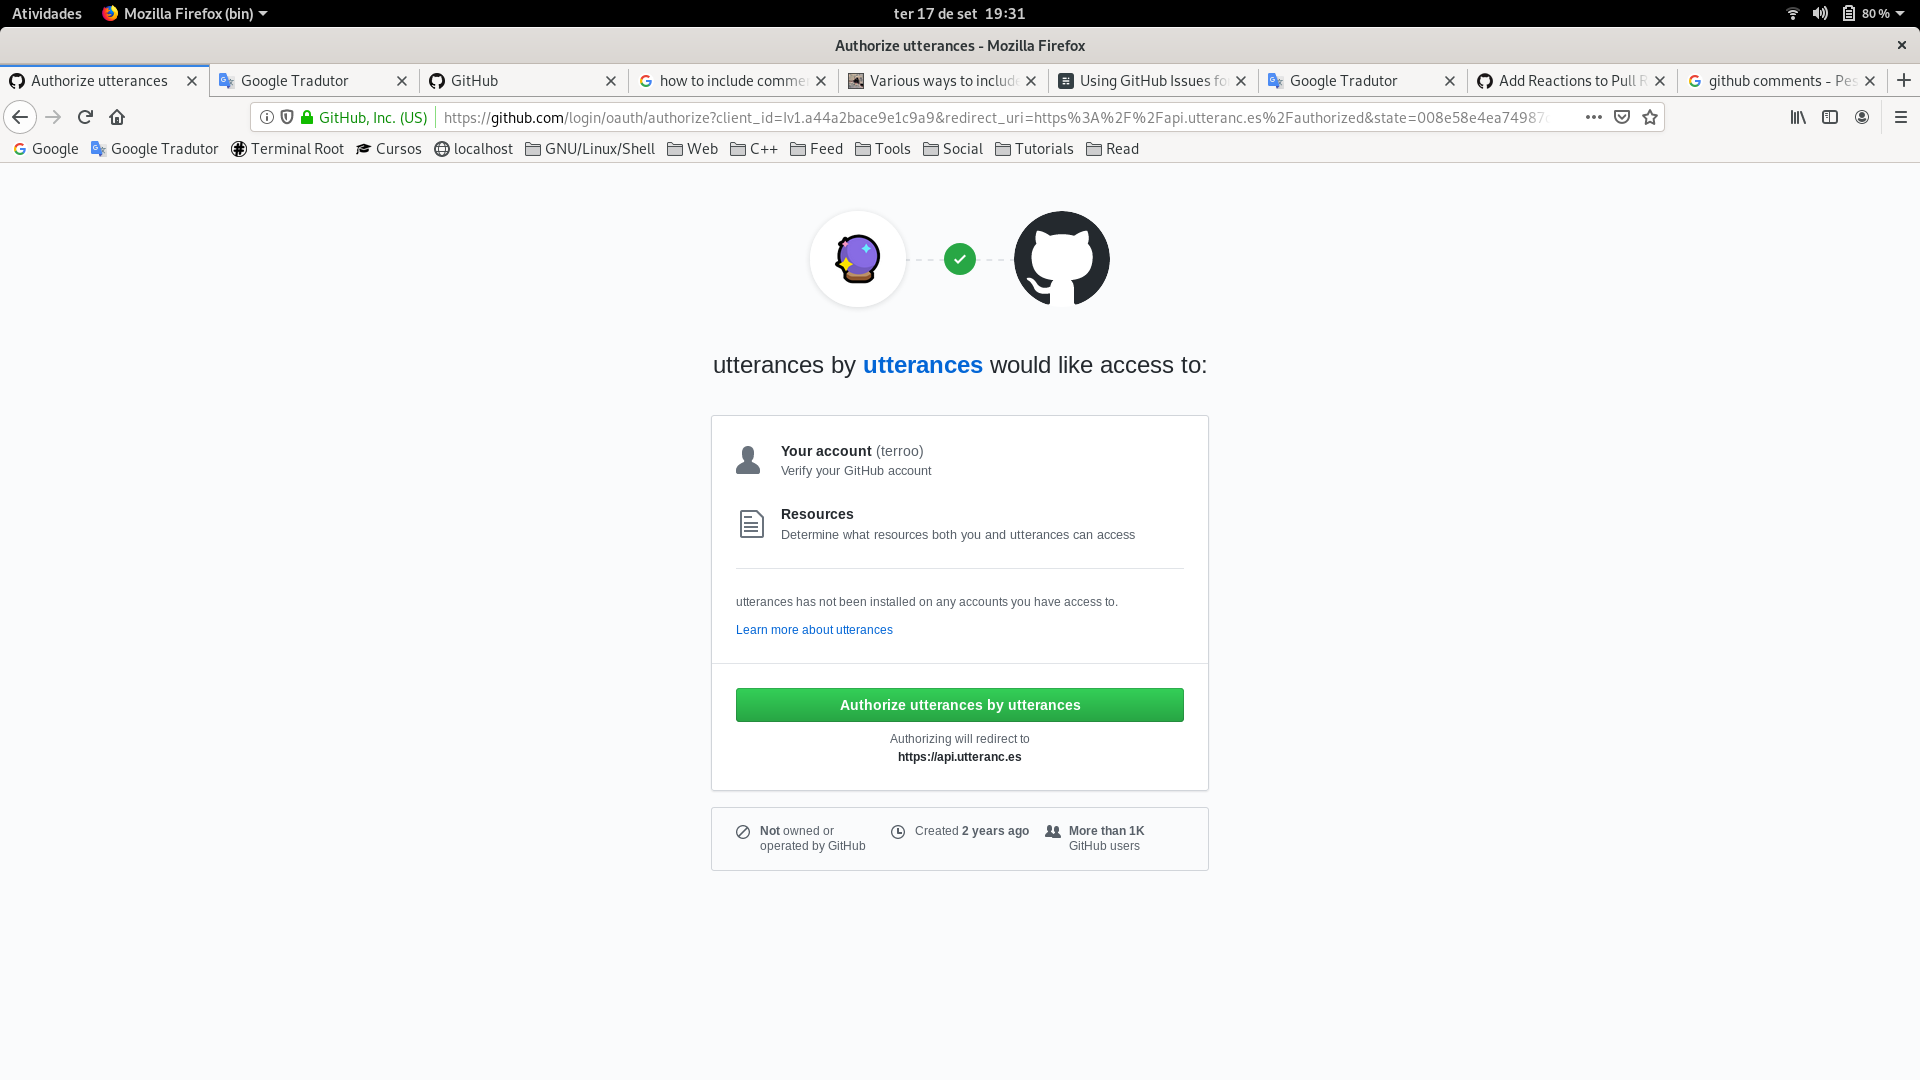 Atividades Mozilla Firefox (bin) ter 17 de set 19:31 80 %
Authorize utterances - Mozilla Firefox
Authorize utterances Google Tradutor GitHub how to include comme Various ways to include Using GitHub Issues fo Google Tradutor Add Reactions to Pull R github comments - Pes
GitHub, Inc. (US) https://github.com/login/oauth/authorize?client_id=Iv1.a44a2bace9e1c9a9&redirect_uri=https%3A%2F%2Fapi.utteranc.es%2Fauthorized&state=008e58e4ea74987
Google Google Tradutor Terminal Root Cursos localhost GNU/Linux/Shell Web C++ Feed Tools Social Tutorials Read
utterances by utterances would like access to:
Your account (terroo)
Verify your GitHub account
Resources
Determine what resources both you and utterances can access
utterances has not been installed on any accounts you have access to.
Learn more about utterances
Authorize utterances by utterances
Authorizing will redirect to
https://api.utteranc.es
Not owned or
operated by GitHub
Created 2 years ago
More than 1K
GitHub users